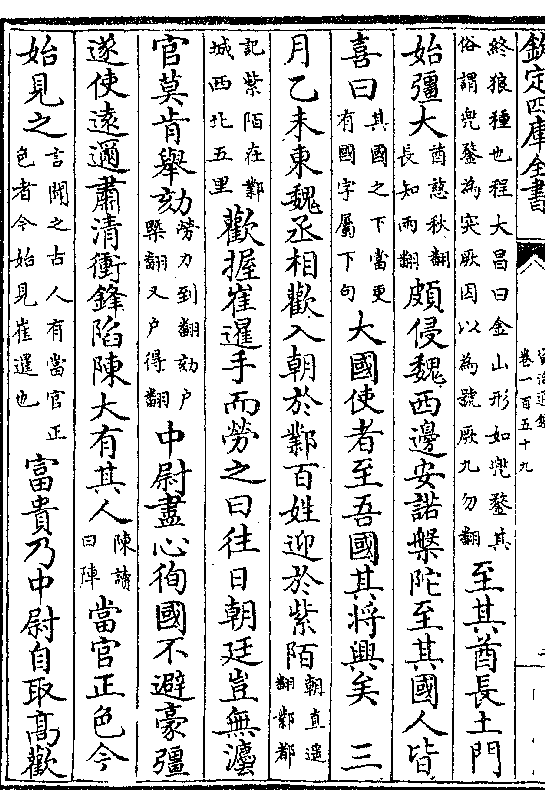 欽定四庫全書
資治通鑑
卷一百五十九
終狼種也程大昌曰金山形如兜鍪其
俗謂兜鍪為突厥因以為號厥九勿翻
至其酋長土門
始彊大
酋慈秋翻
長知兩翻
頗侵魏西邊安諾槃陀至其國人皆
喜曰
其國之下當更
有國字屬下句
大國使者至吾國其將興矣 三
月乙未東魏丞相歡入朝於鄴百姓迎於紫陌
朝直遥
翻鄴都
記紫陌在鄴
城西北五里
歡握崔暹手而勞之曰往日朝廷豈無灋
官莫肯舉劾
勞力到翻劾戶
槩翻又戶得翻
中尉盡心徇國不避豪彊
遂使遠邇肅清衝鋒陷陳大有其人
陳讀
曰陣
當官正色今
始見之
言聞之古人有當官正
色者今始見崔暹也
富貴乃中尉自取高歡